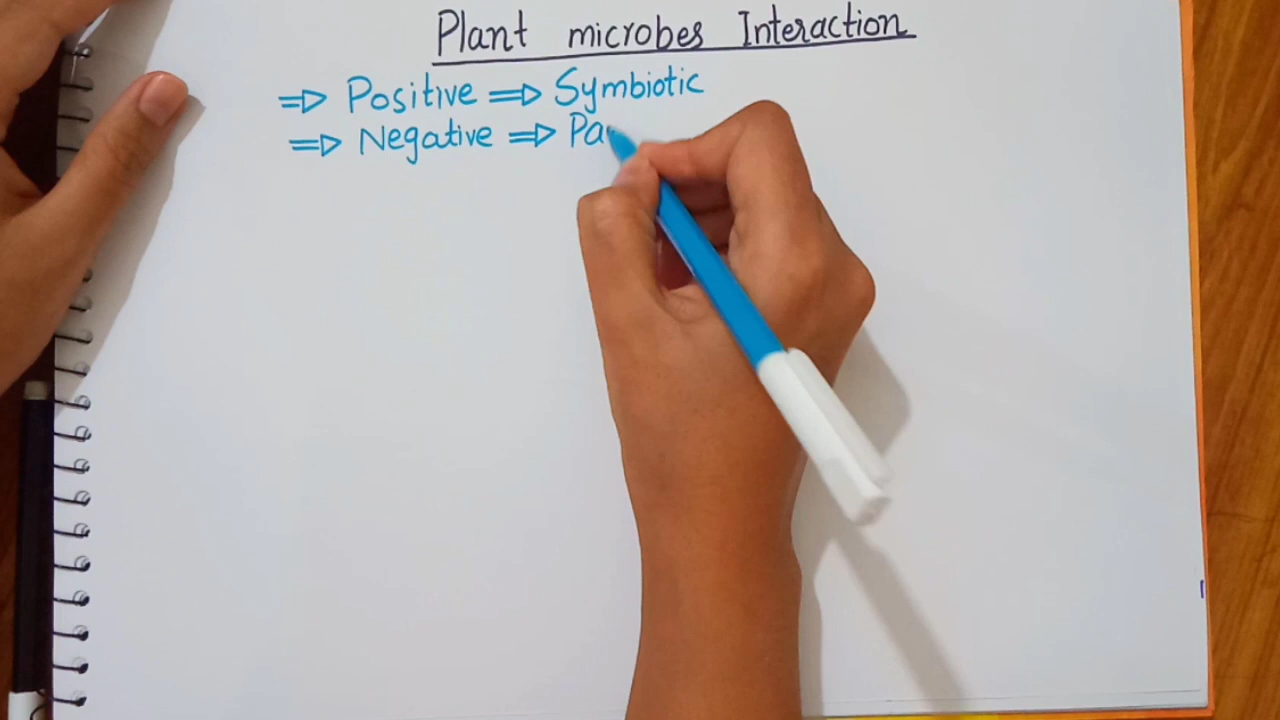 Plant microbes Interaction
⇒ Positive ⇒ Symbiotic
⇒ Negative ⇒ Pa